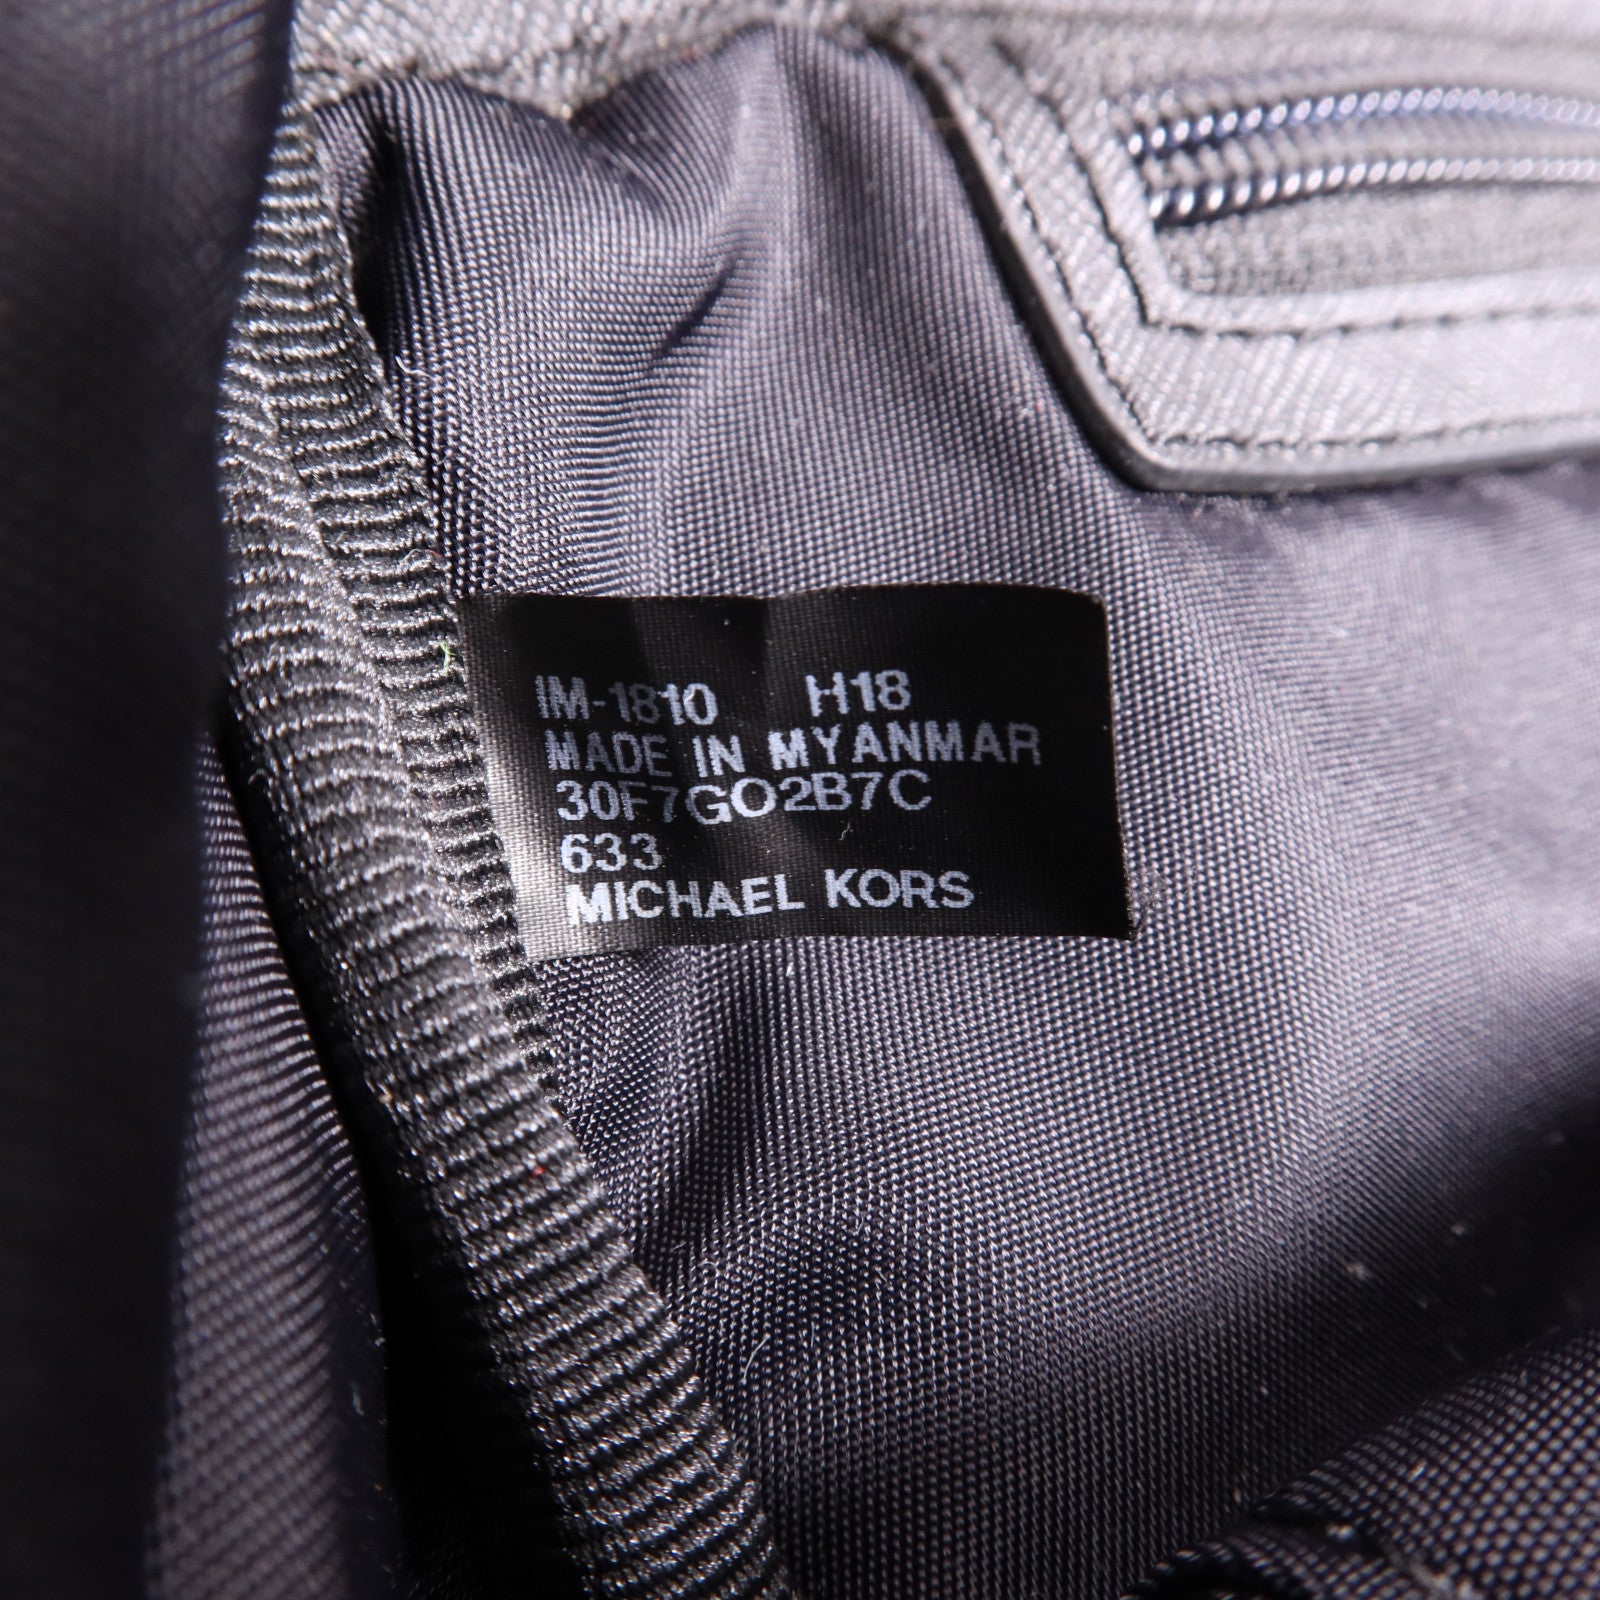 IM-1810 H18
MADE IN MYANMAR
30F7GO2B7C
633
MICHAEL KORS